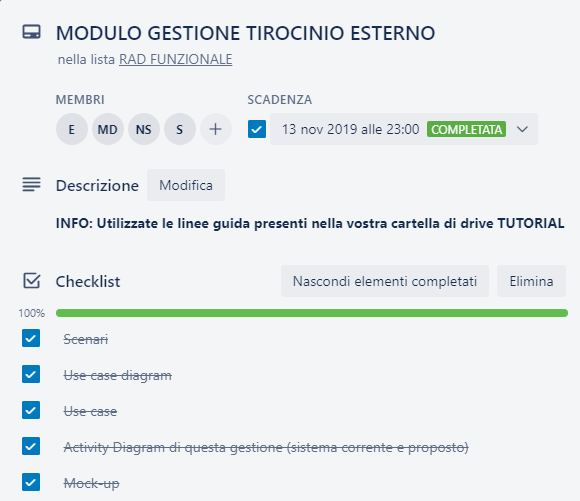 MODULO GESTIONE TIROCINIO ESTERNO
nella lista RAD FUNZIONALE
MEMBRI SCADENZA
E MD NS S + 13 nov 2019 alle 23:00 COMPLETATA
Descrizione Modifica
INFO: Utilizzate le linee guida presenti nella vostra cartella di drive TUTORIAL
Checklist Nascondi elementi completati Elimina
100%
Scenari
Use case diagram
Use case
Activity Diagram di questa gestione (sistema corrente e proposto)
Mock-up